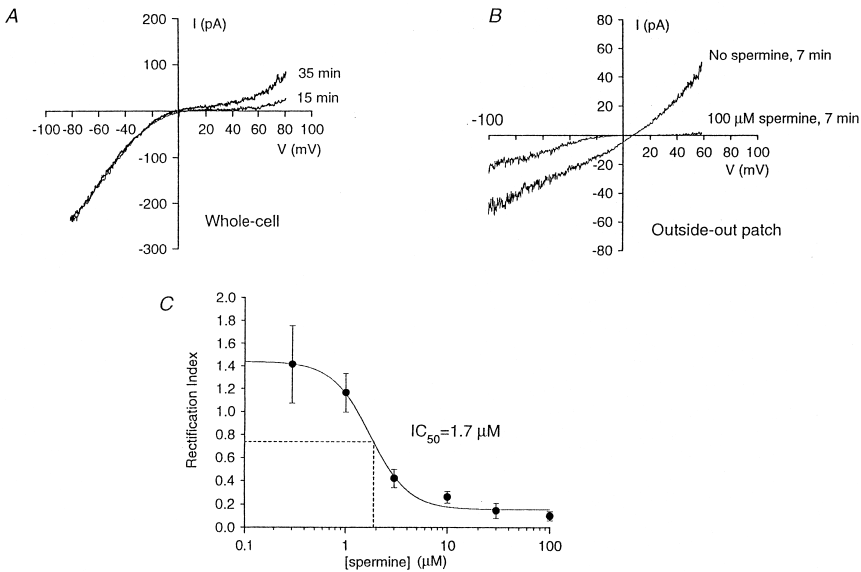 A
200
I (pA)
100
35 min
15 min
-100 -80 -60 -40 20 40 60 80 100
V (mV)
-100
-200
-300
Whole-cell
B
80
I (pA)
60
40
20
No spermine, 7 min
-100
100 µM spermine, 7 min
20 40 60 80 100
V (mV)
-20
-40
-60
-80
Outside-out patch
C
2.0
1.8
1.6
1.4
1.2
1.0
0.8
0.6
0.4
0.2
0.0
Rectification Index
IC50=1.7 µM
0.1 1 10 100
[spermine] (µM)